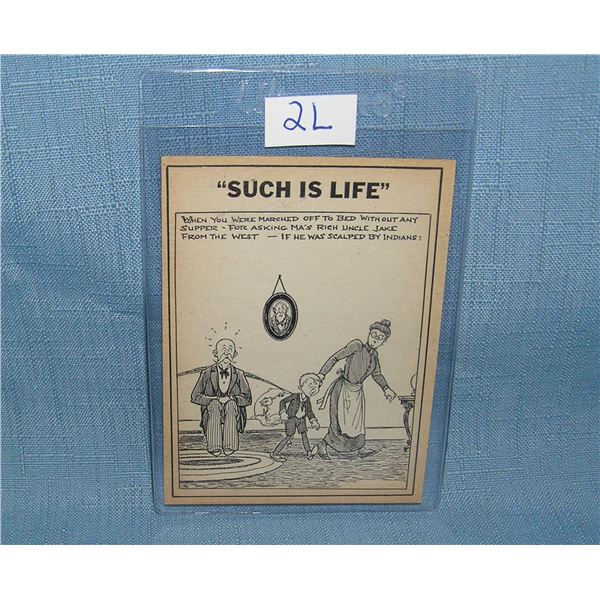 2L
"SUCH IS LIFE"
WHEN YOU WERE MARCHED OFF TO BED WITHOUT ANY
SUPPER - FOR ASKING MA'S RICH UNCLE JAKE
FROM THE WEST — IF HE WAS SCALPED BY INDIANS!